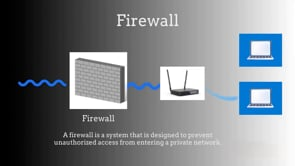 Firewall
Firewall
A firewall is a system that is designed to prevent
unauthorized access from entering a private network.